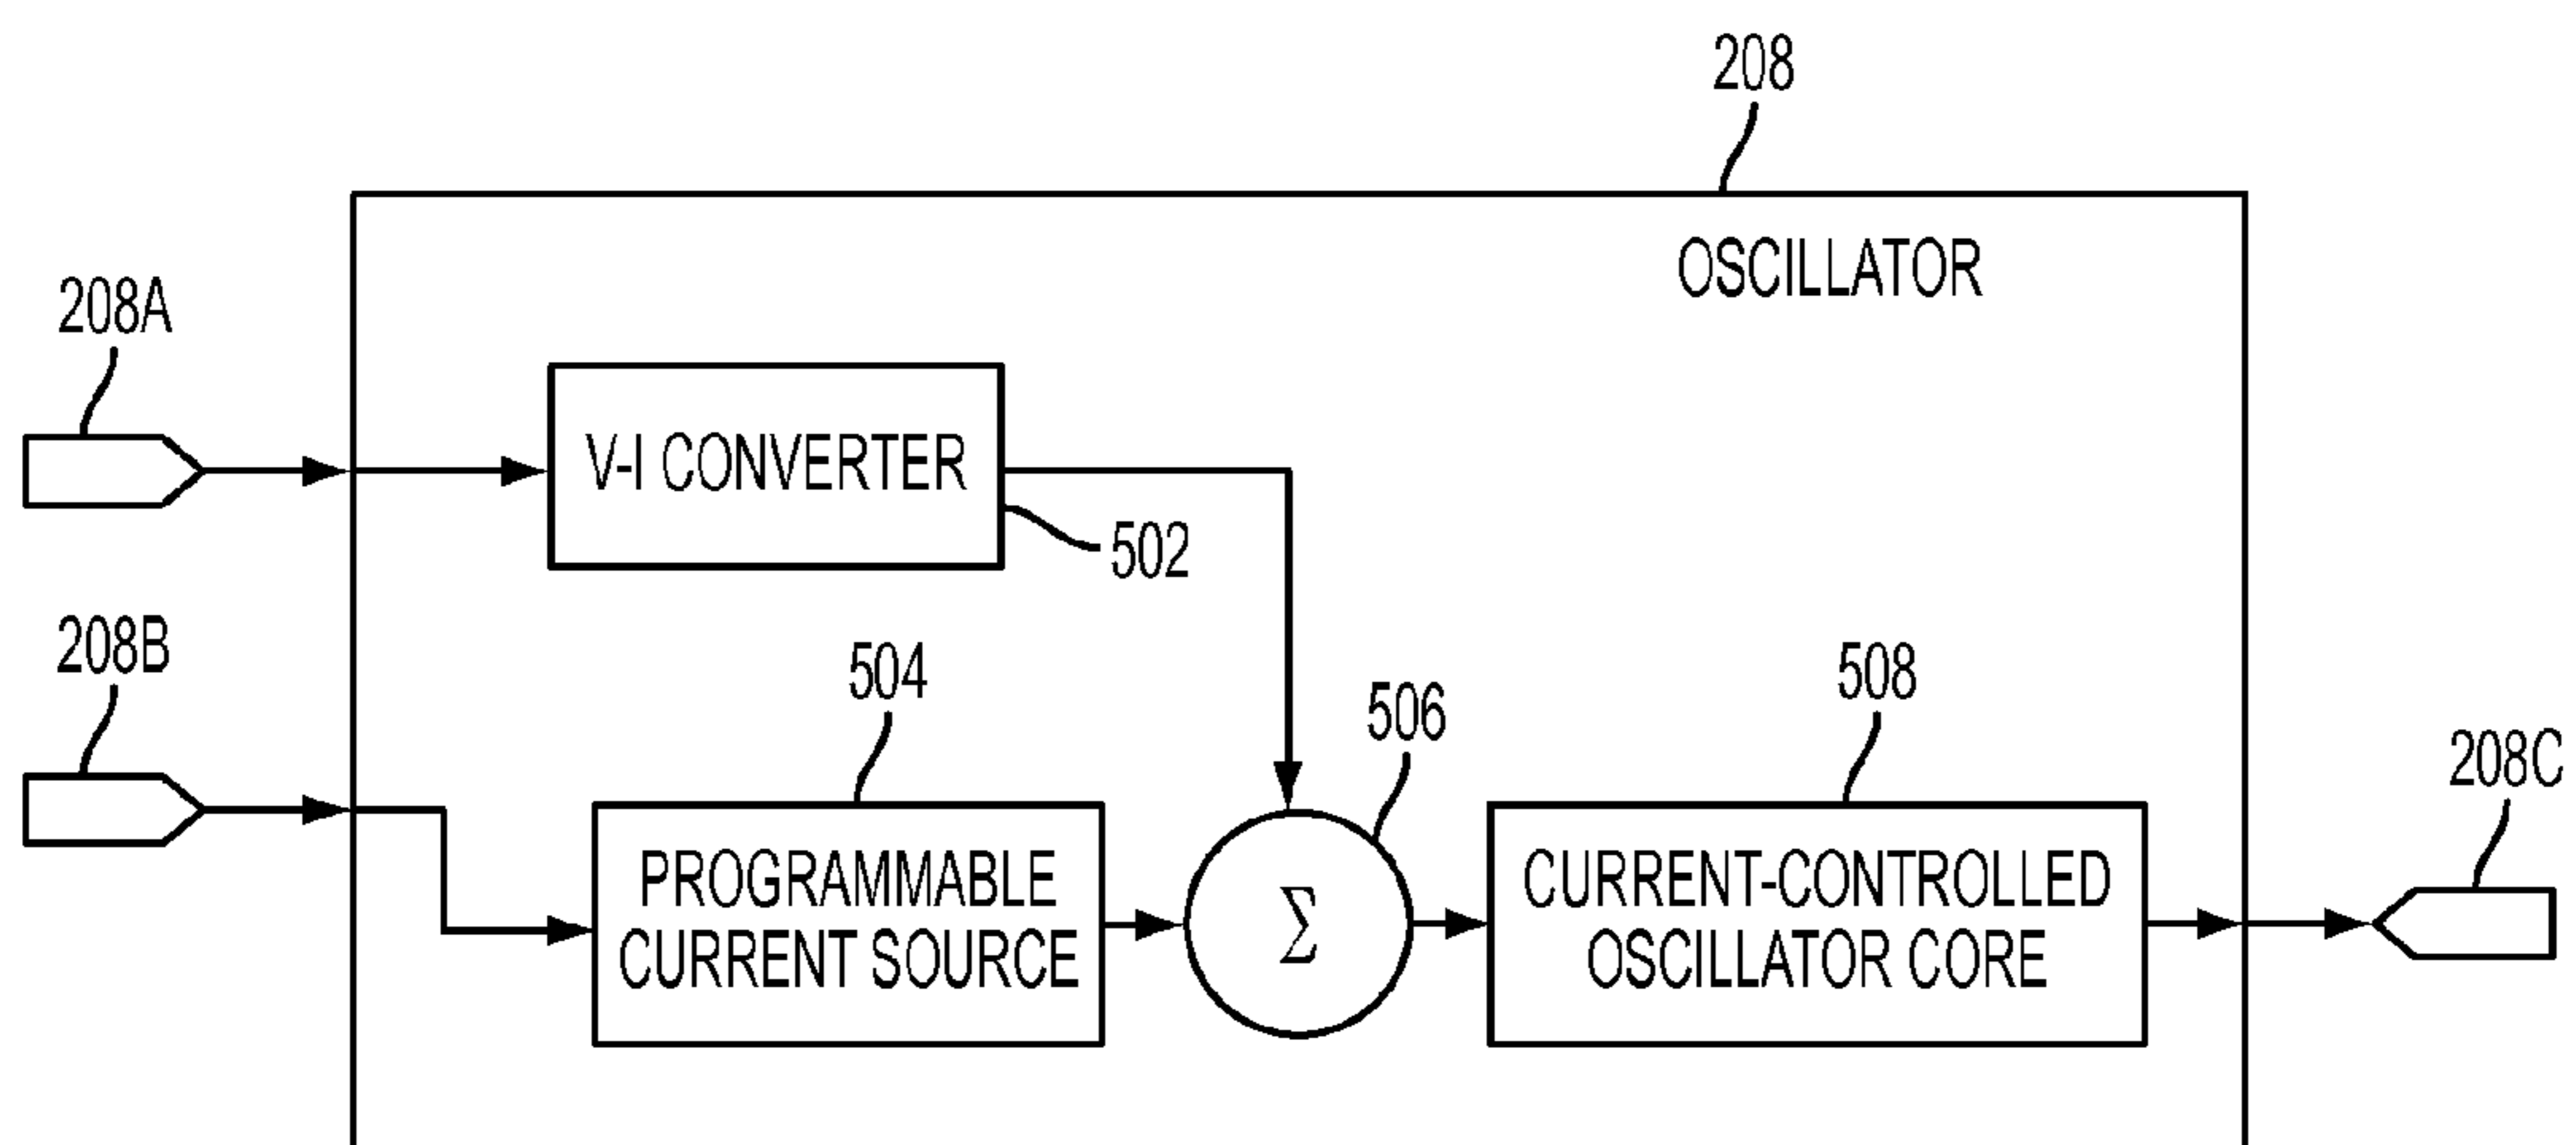 208
OSCILLATOR
208A
V-I CONVERTER
502
208B
504
506
508
208C
PROGRAMMABLE
CURRENT SOURCE
Σ
CURRENT-CONTROLLED
OSCILLATOR CORE